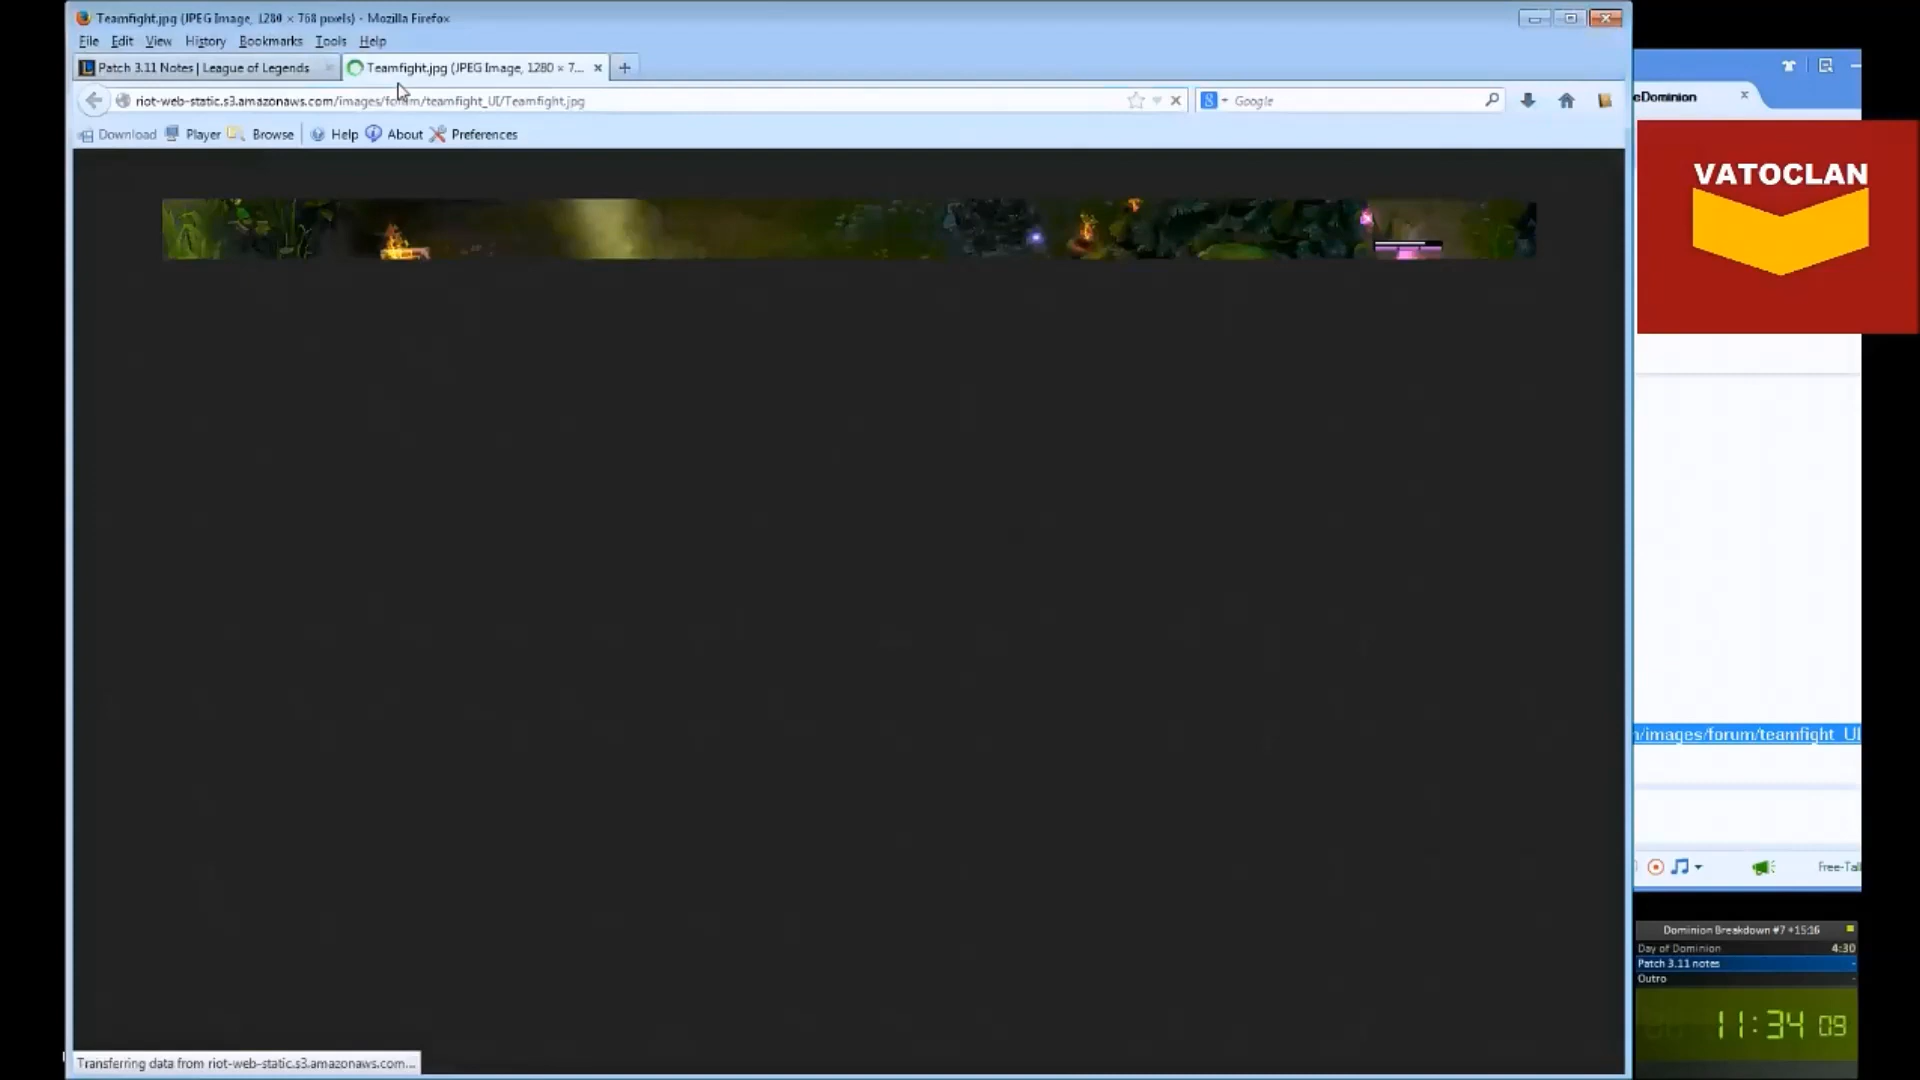 Teamfight.jpg (JPEG Image, 1280 × 768 pixels) - Mozilla Firefox
File Edit View History Bookmarks Tools Help
Patch 3.11 Notes | League of Legends
Teamfight.jpg (JPEG Image, 1280 × 7...
riot-web-static.s3.amazonaws.com/images/forum/teamfight_UI/Teamfight.jpg
Google
Download Player Browse Help About Preferences
eDominion
VATOCLAN
/images/forum/teamfight_UI
Dominion Breakdown #7 +15:16
Day of Dominion 4:30
Patch 3.11 notes -
Outro -
11:34 09
Transferring data from riot-web-static.s3.amazonaws.com...